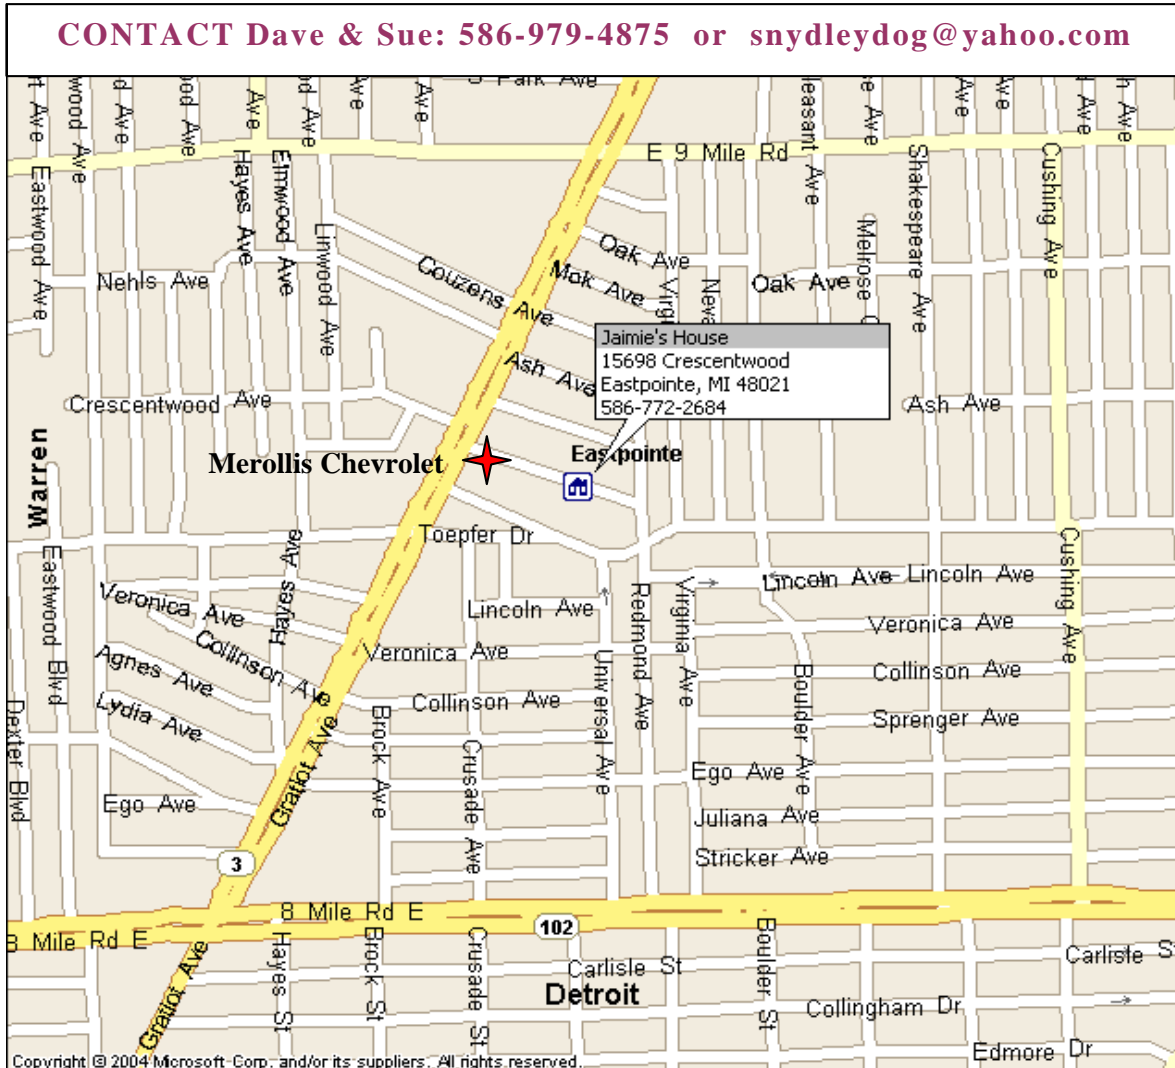 CONTACT Dave & Sue: 586-979-4875 or snydleydog@yahoo.com
Park Ave
E 9 Mile Rd
Eastwood Ave
Hayes Ave
Elmwood Ave
Linwood Ave
Shakespeare Ave
Cushing Ave
Oak Ave
Mok Ave
Oak Ave
Nehls Ave
Couzens Ave
Ash Ave
Jaimie's House
15698 Crescentwood
Eastpointe, MI 48021
586-772-2684
Crescentwood Ave
Ash Ave
Warren
Merollis Chevrolet
Eastpointe
Toepfer Dr
Eastwood Blvd
Hayes Ave
Cushing Ave
Lincoln Ave
Lincoln Ave
Lincoln Ave
Veronica Ave
Veronica Ave
Veronica Ave
Redmond Ave
Virginia Ave
Collinson Ave
Collinson Ave
Collinson Ave
Agnes Ave
Lydia Ave
Universal Ave
Boulder Ave
Sprenger Ave
Dexter Blvd
Gratiot Ave
Brock Ave
Crusade Ave
Ego Ave
Ego Ave
Juliana Ave
Stricker Ave
3
8 Mile Rd E
8 Mile Rd E
102
Gratiot Ave
Hayes St
Brock St
Crusade St
Boulder St
Carlisle St
Carlisle S
Detroit
Collingham Dr
Edmore Dr
Copyright © 2004 Microsoft Corp. and/or its suppliers. All rights reserved.